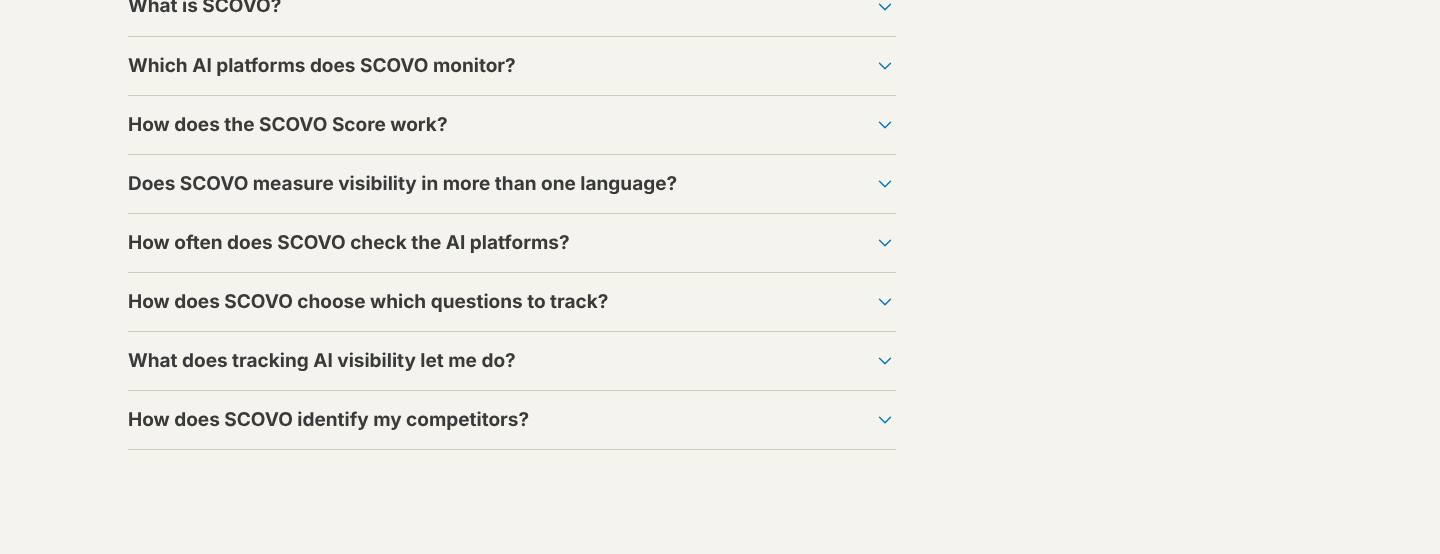 What is SCOVO?
Which AI platforms does SCOVO monitor?
How does the SCOVO Score work?
Does SCOVO measure visibility in more than one language?
How often does SCOVO check the AI platforms?
How does SCOVO choose which questions to track?
What does tracking AI visibility let me do?
How does SCOVO identify my competitors?